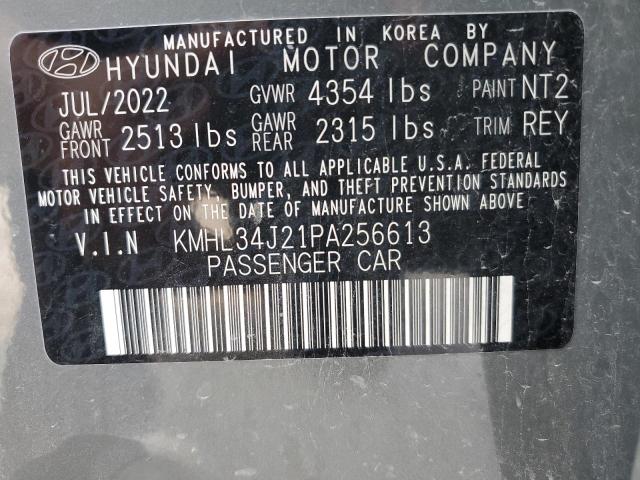 MANUFACTURED IN KOREA BY
HYUNDAI MOTOR COMPANY
JUL/2022 GVWR 4354 lbs PAINT NT2
GAWR FRONT 2513 lbs GAWR REAR 2315 lbs TRIM REY
THIS VEHICLE CONFORMS TO ALL APPLICABLE U.S.A. FEDERAL
MOTOR VEHICLE SAFETY, BUMPER, AND THEFT PREVENTION STANDARDS
IN EFFECT ON THE DATE OF MANUFACTURE SHOWN ABOVE.
V.I.N KMHL34J21PA256613
PASSENGER CAR